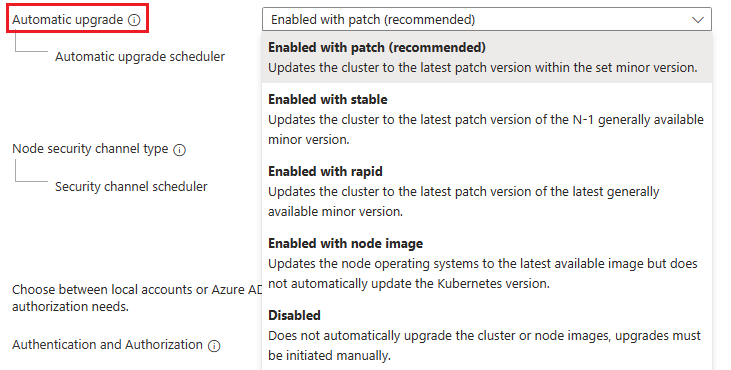 Automatic upgrade
Enabled with patch (recommended)
Automatic upgrade scheduler
Enabled with patch (recommended)
Updates the cluster to the latest patch version within the set minor version.
Enabled with stable
Updates the cluster to the latest patch version of the N-1 generally available
minor version.
Node security channel type
Security channel scheduler
Enabled with rapid
Updates the cluster to the latest patch version of the latest generally
available minor version.
Enabled with node image
Updates the node operating systems to the latest available image but does
not automatically update the Kubernetes version.
Choose between local accounts or Azure AD
authorization needs.
Authentication and Authorization
Disabled
Does not automatically upgrade the cluster or node images, upgrades must
be initiated manually.